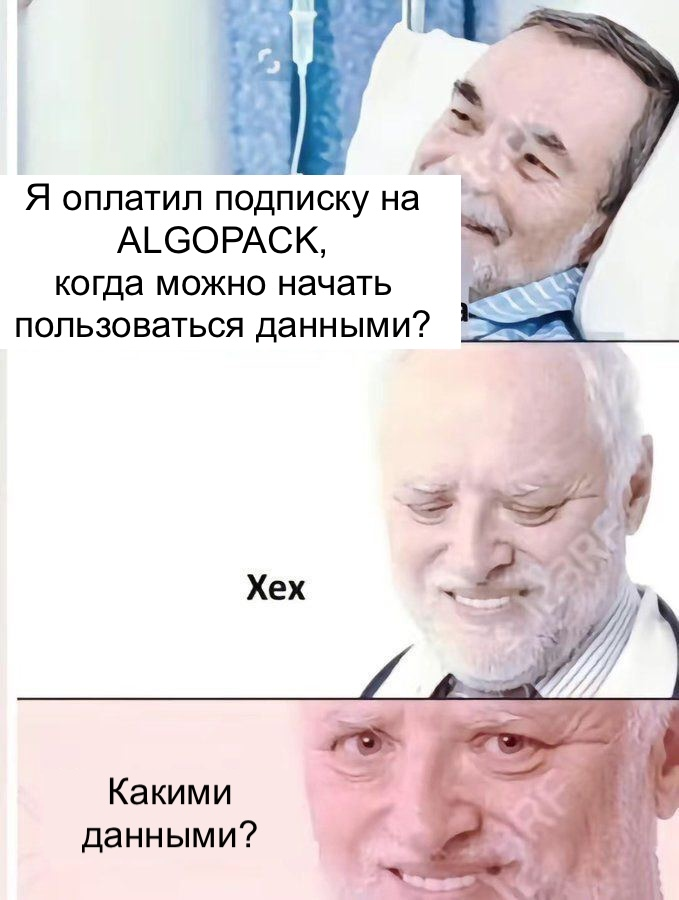 Я оплатил подписку на
ALGOPACK,
когда можно начать
пользоваться данными?
Хех
Какими
данными?